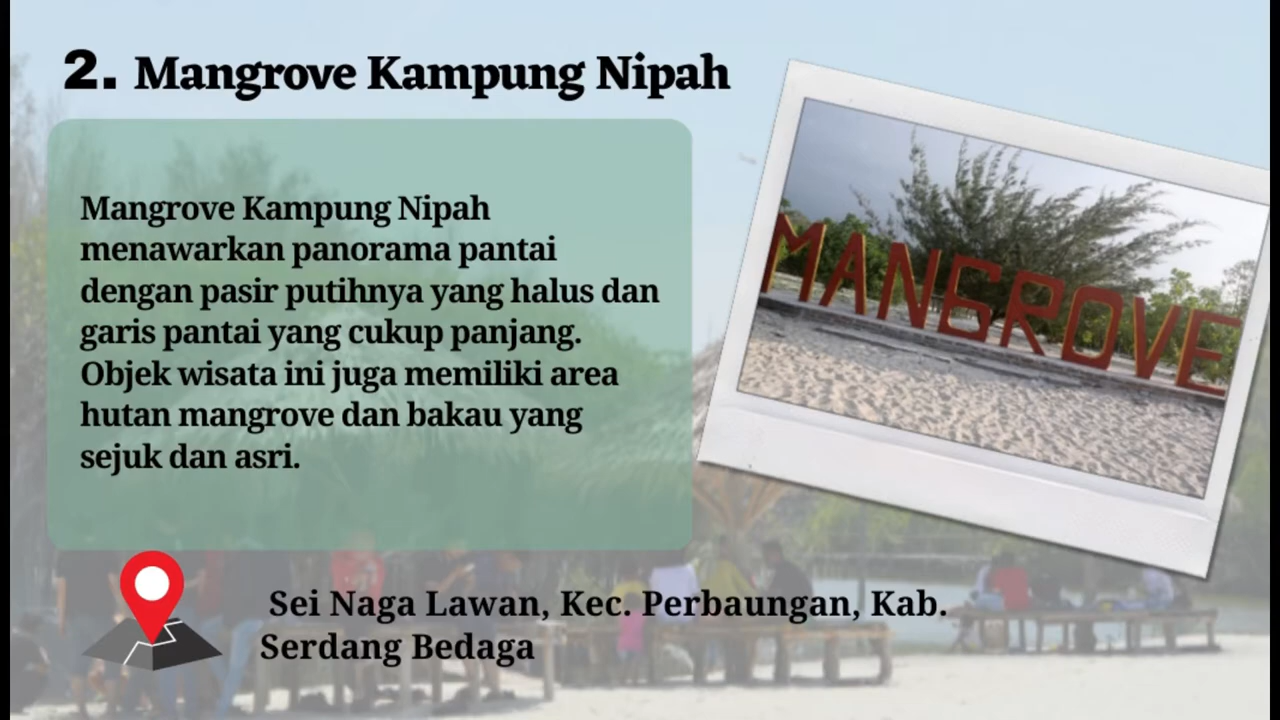 2. Mangrove Kampung Nipah
Mangrove Kampung Nipah
menawarkan panorama pantai
dengan pasir putihnya yang halus dan
garis pantai yang cukup panjang.
Objek wisata ini juga memiliki area
hutan mangrove dan bakau yang
sejuk dan asri.
MANGROVE
Sei Naga Lawan, Kec. Perbaungan, Kab.
Serdang Bedaga